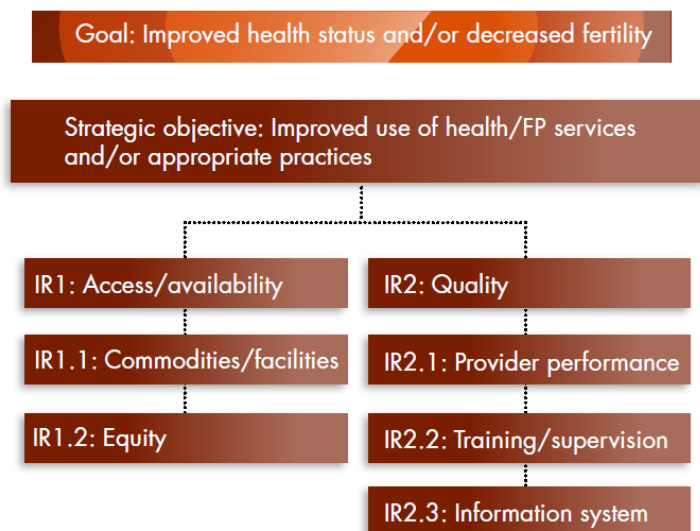 Goal: Improved health status and/or decreased fertility
Strategic objective: Improved use of health/FP services
and/or appropriate practices
IR1: Access/availability
IR1.1: Commodities/facilities
IR1.2: Equity
IR2: Quality
IR2.1: Provider performance
IR2.2: Training/supervision
IR2.3: Information system